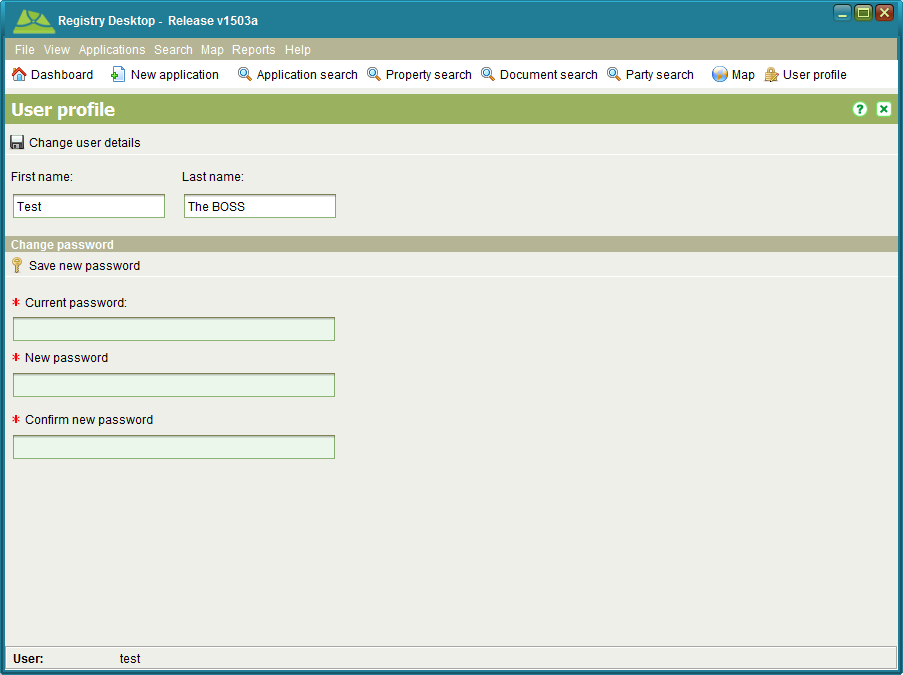 Registry Desktop - Release v1503a
File View Applications Search Map Reports Help
Dashboard New application Application search Property search Document search Party search Map User profile
User profile
Change user details
First name: Last name:
Test The BOSS
Change password
Save new password
* Current password:
* New password
* Confirm new password
User: test